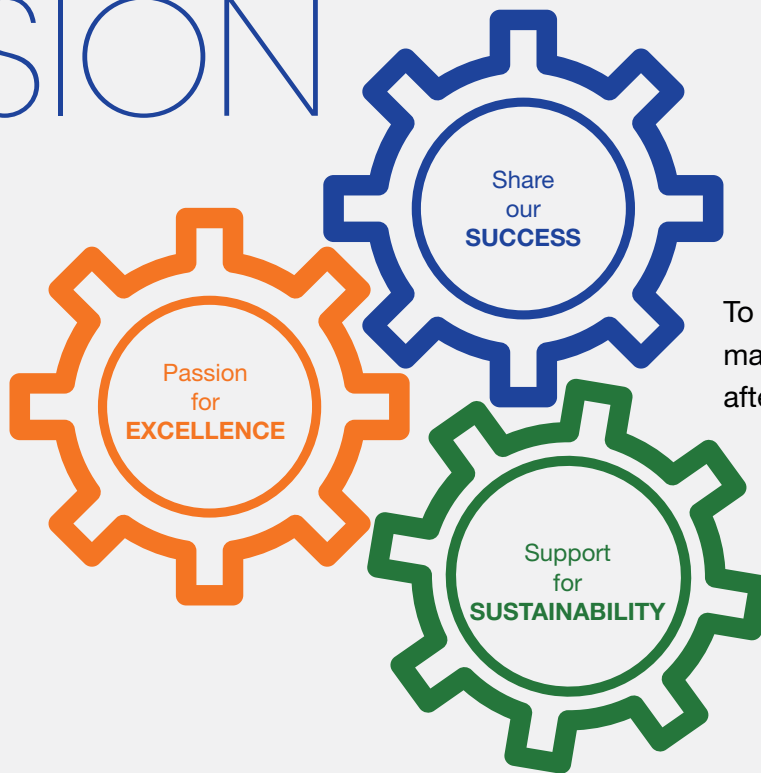 SION
Share
our
SUCCESS
To
ma
afte
Passion
for
EXCELLENCE
Support
for
SUSTAINABILITY